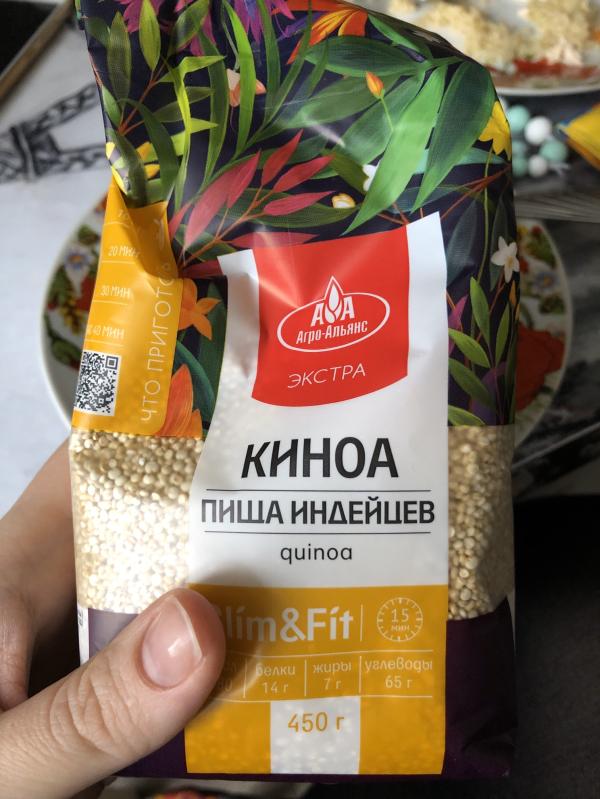 20 МИН
30 МИН
40 МИН
ЧТО ПРИГОТО
АА
Агро-Альянс
ЭКСТРА
КИНОА
ПИЩА ИНДЕЙЦЕВ
quinoa
Slim&Fit
15
МИН
белки жиры углеводы
14 г 7 г 65 г
450 г